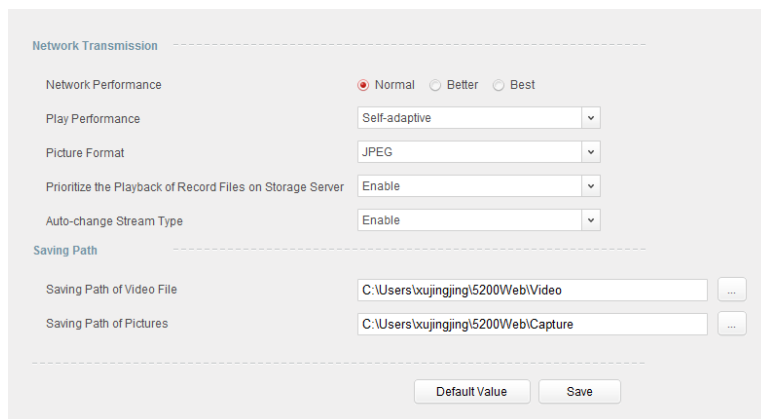 Network Transmission
Network Performance Normal Better Best
Play Performance Self-adaptive
Picture Format JPEG
Prioritize the Playback of Record Files on Storage Server Enable
Auto-change Stream Type Enable
Saving Path
Saving Path of Video File C:\Users\xujingjing\5200Web\Video ...
Saving Path of Pictures C:\Users\xujingjing\5200Web\Capture ...
Default Value Save